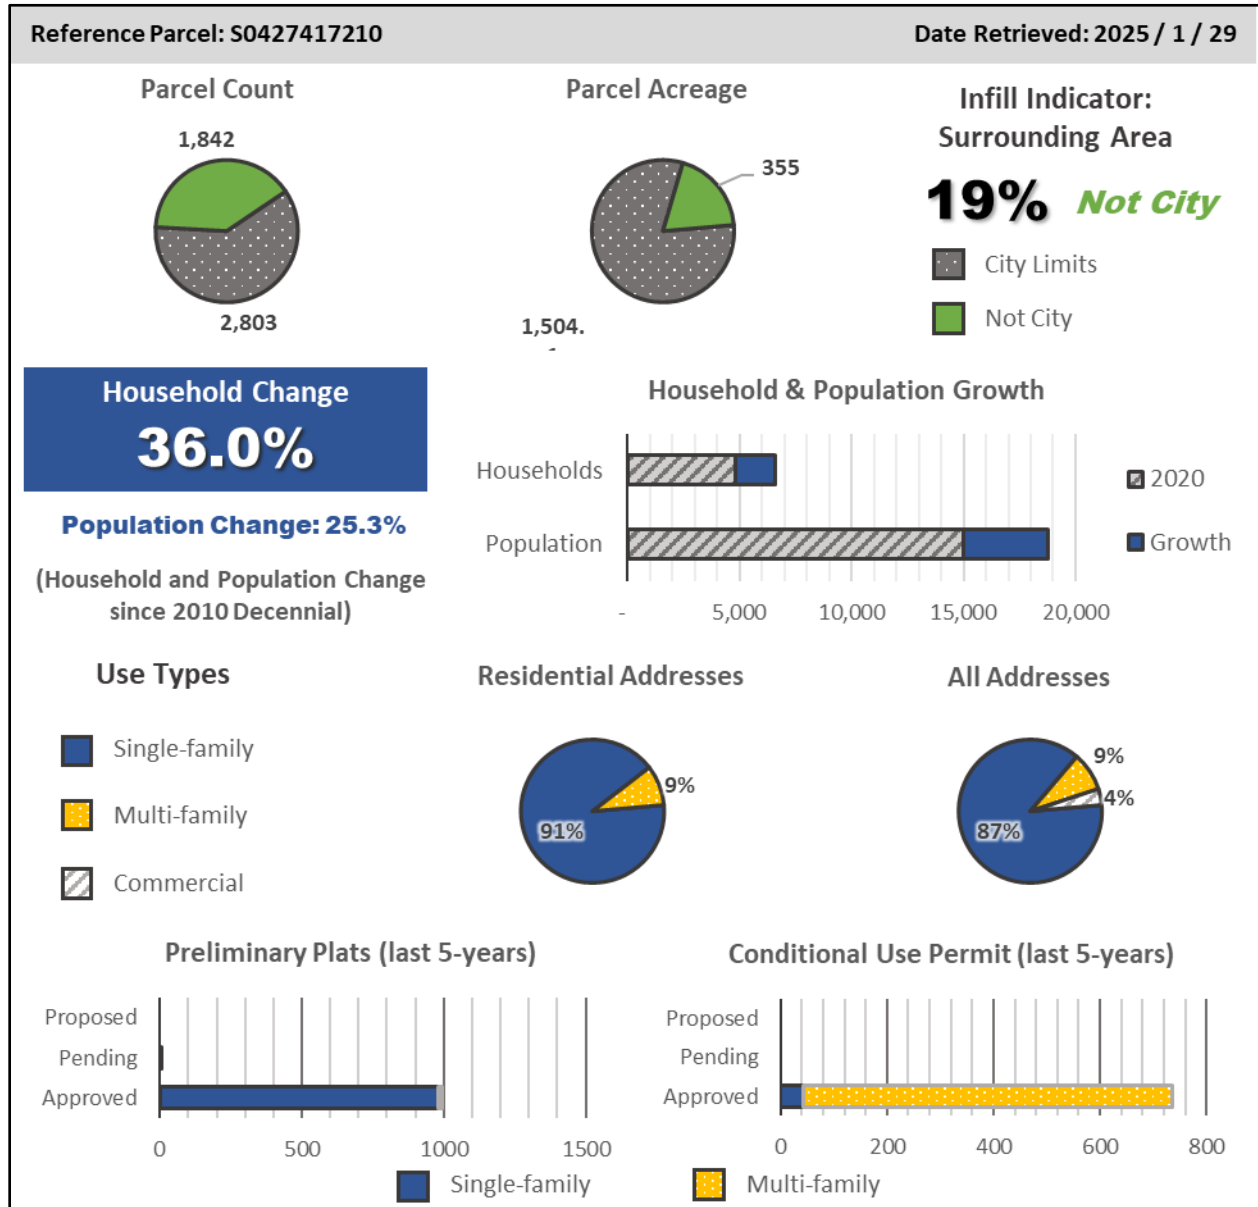 Reference Parcel: S0427417210
Date Retrieved: 2025 / 1 / 29
Parcel Count
1,842
2,803
Parcel Acreage
355
1,504.
Infill Indicator:
Surrounding Area
19% Not City
City Limits
Not City
Household Change
36.0%
Population Change: 25.3%
(Household and Population Change
since 2010 Decennial)
Household & Population Growth
Households
Population
- 5,000 10,000 15,000 20,000
2020
Growth
Use Types
Single-family
Multi-family
Commercial
Residential Addresses
9%
91%
All Addresses
9%
4%
87%
Preliminary Plats (last 5-years)
Proposed
Pending
Approved
0 500 1000 1500
Conditional Use Permit (last 5-years)
Proposed
Pending
Approved
0 200 400 600 800
Single-family
Multi-family